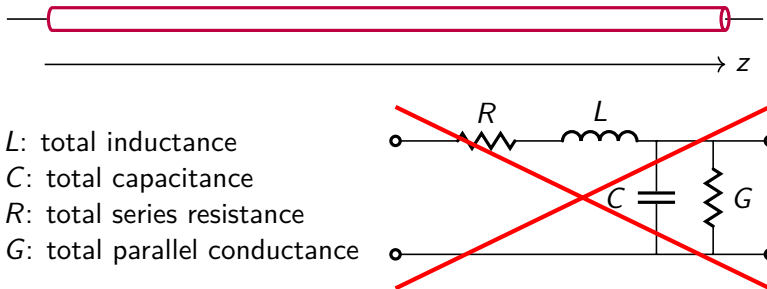 z
L: total inductance
C: total capacitance
R: total series resistance
G: total parallel conductance
R
L
C
G